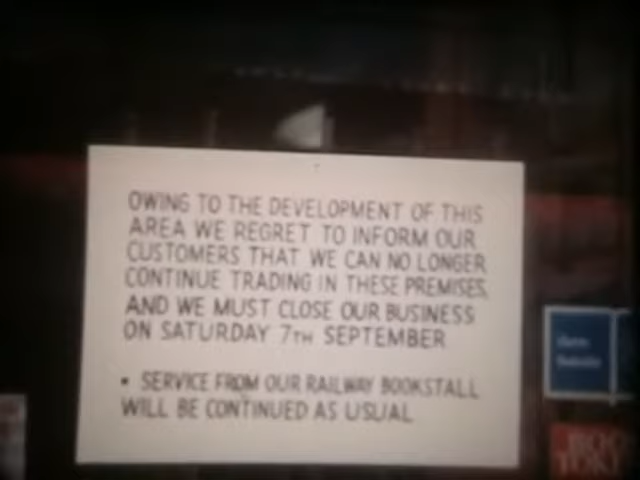 OWING TO THE DEVELOPMENT OF THIS
AREA WE REGRET TO INFORM OUR
CUSTOMERS THAT WE CAN NO LONGER
CONTINUE TRADING IN THESE PREMISES
AND WE MUST CLOSE OUR BUSINESS
ON SATURDAY 7TH SEPTEMBER
• SERVICE FROM OUR RAILWAY BOOKSTALL
WILL BE CONTINUED AS USUAL